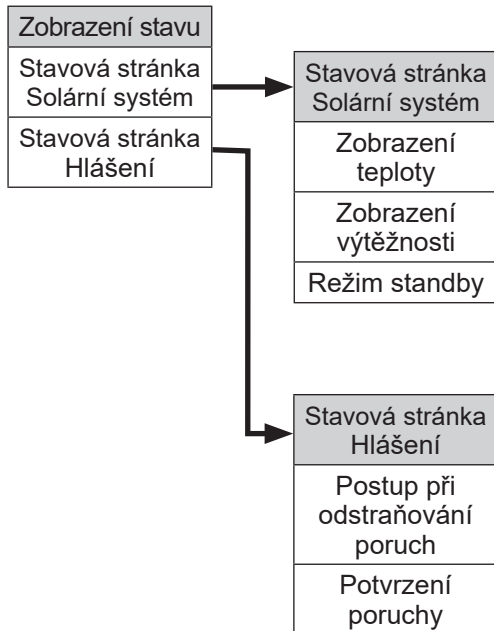 Zobrazení stavu
Stavová stránka
Solární systém
Stavová stránka
Hlášení
Stavová stránka
Solární systém
Zobrazení
teploty
Zobrazení
výtěžnosti
Režim standby
Stavová stránka
Hlášení
Postup při
odstraňování
poruch
Potvrzení
poruchy